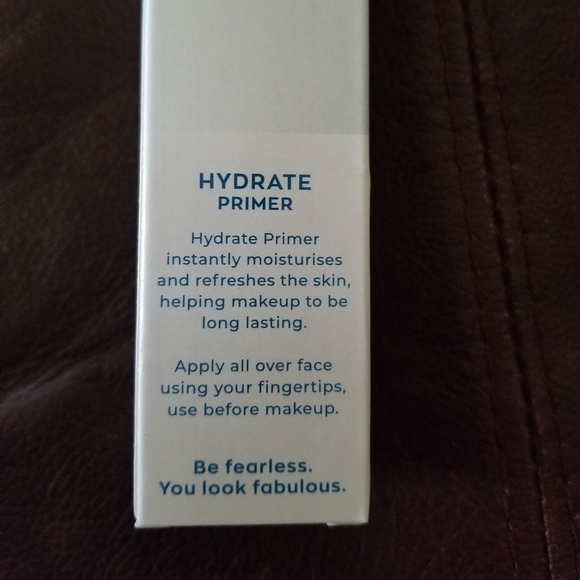 HYDRATE
PRIMER
Hydrate Primer
instantly moisturises
and refreshes the skin,
helping makeup to be
long lasting.
Apply all over face
using your fingertips,
use before makeup.
Be fearless.
You look fabulous.